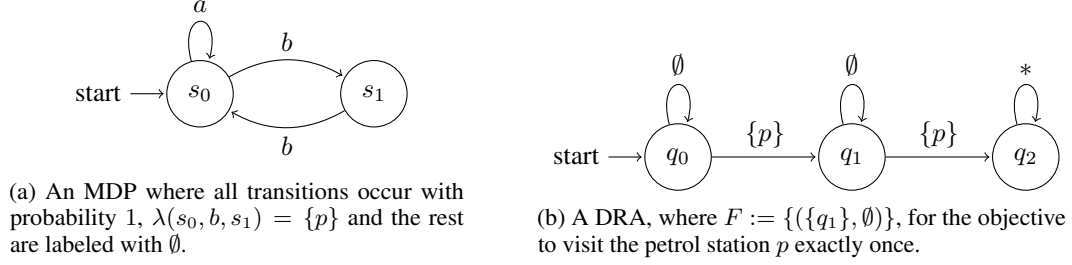 a
b
start
s₀
s₁
b
(a) An MDP where all transitions occur with
probability 1, λ(s₀, b, s₁) = {p} and the rest
are labeled with ∅.
∅
∅
*
{p}
{p}
start
q₀
q₁
q₂
(b) A DRA, where F := {({q₁}, ∅)}, for the objective
to visit the petrol station p exactly once.